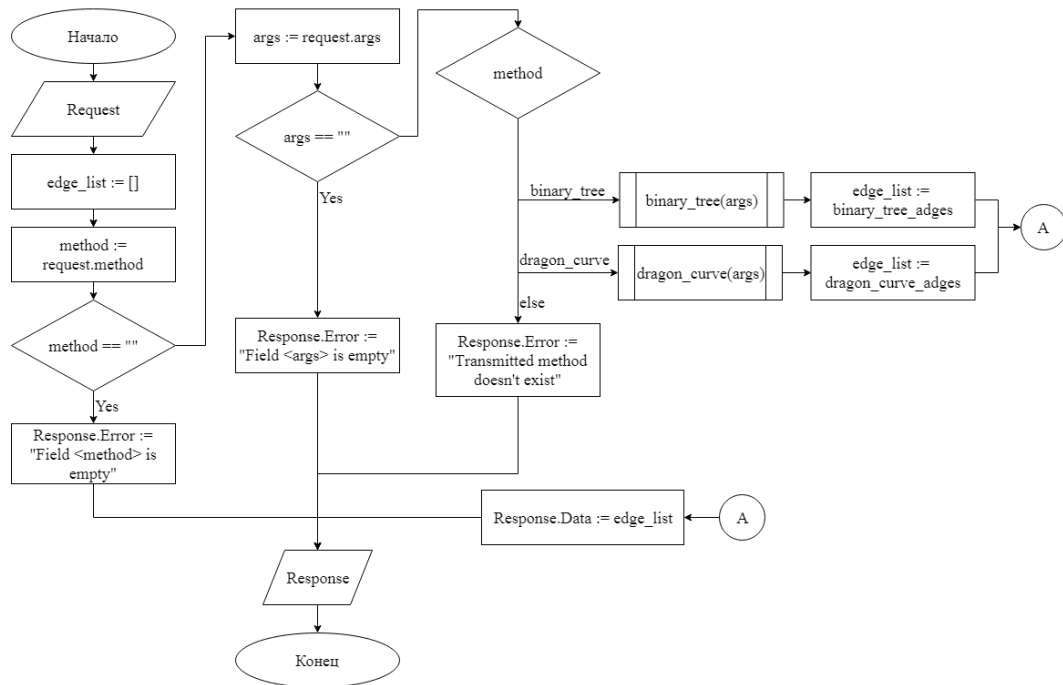 Начало
Request
edge_list := []
method :=
request.method
method == ""
Yes
Response.Error :=
"Field <method> is
empty"
args := request.args
args == ""
Yes
Response.Error :=
"Field <args> is empty"
method
binary_tree
binary_tree(args)
edge_list :=
binary_tree_adges
dragon_curve
dragon_curve(args)
edge_list :=
dragon_curve_adges
A
else
Response.Error :=
"Transmitted method
doesn't exist"
Response.Data := edge_list
A
Response
Конец